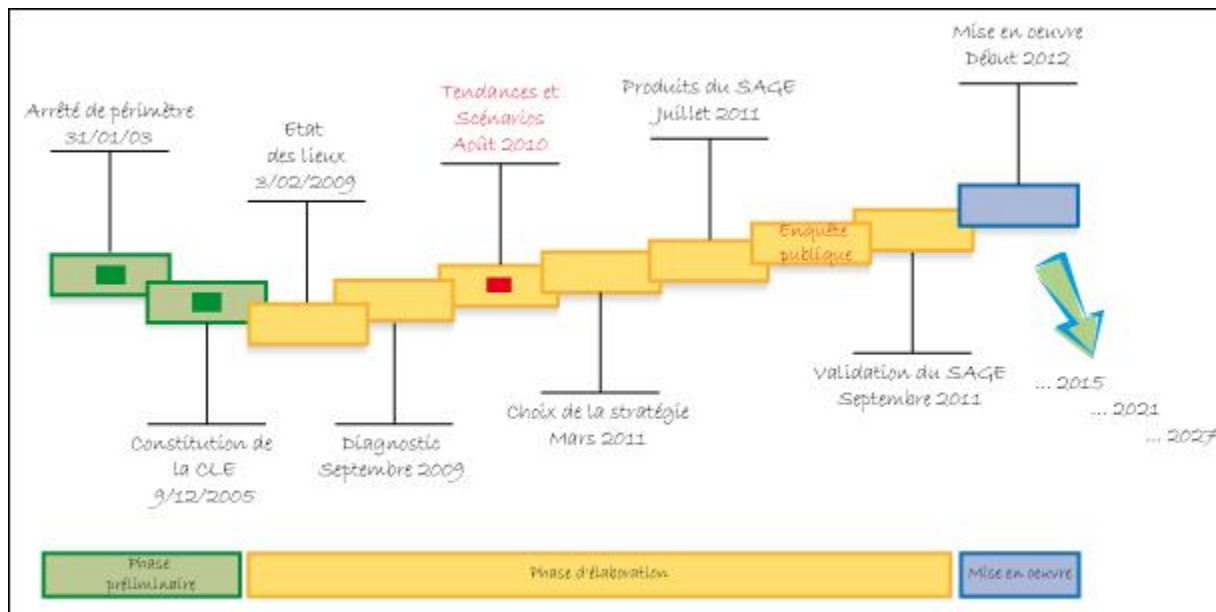 Arrêté de périmètre
31/01/03
Etat
des lieux
3/02/2009
Tendances et
Scénarios
Août 2010
Produits du SAGE
Juillet 2011
Mise en oeuvre
Début 2012
Enquête
publique
Constitution de
la CLE
9/12/2005
Diagnostic
Septembre 2009
Choix de la stratégie
Mars 2011
Validation du SAGE
Septembre 2011
... 2015
... 2021
... 2027
Phase
préliminaire
Phase d'élaboration
Mise en oeuvre